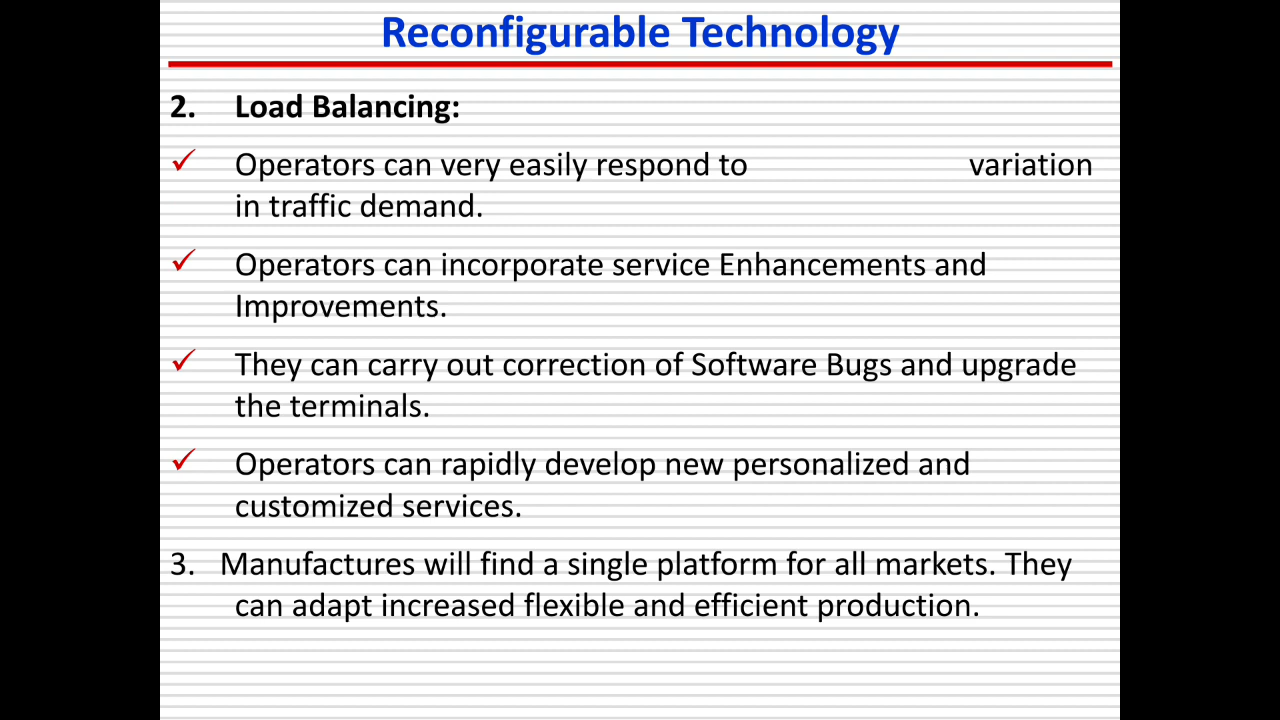 Reconfigurable Technology
2. Load Balancing:
✓ Operators can very easily respond to variation
in traffic demand.
✓ Operators can incorporate service Enhancements and
Improvements.
✓ They can carry out correction of Software Bugs and upgrade
the terminals.
✓ Operators can rapidly develop new personalized and
customized services.
3. Manufactures will find a single platform for all markets. They
can adapt increased flexible and efficient production.